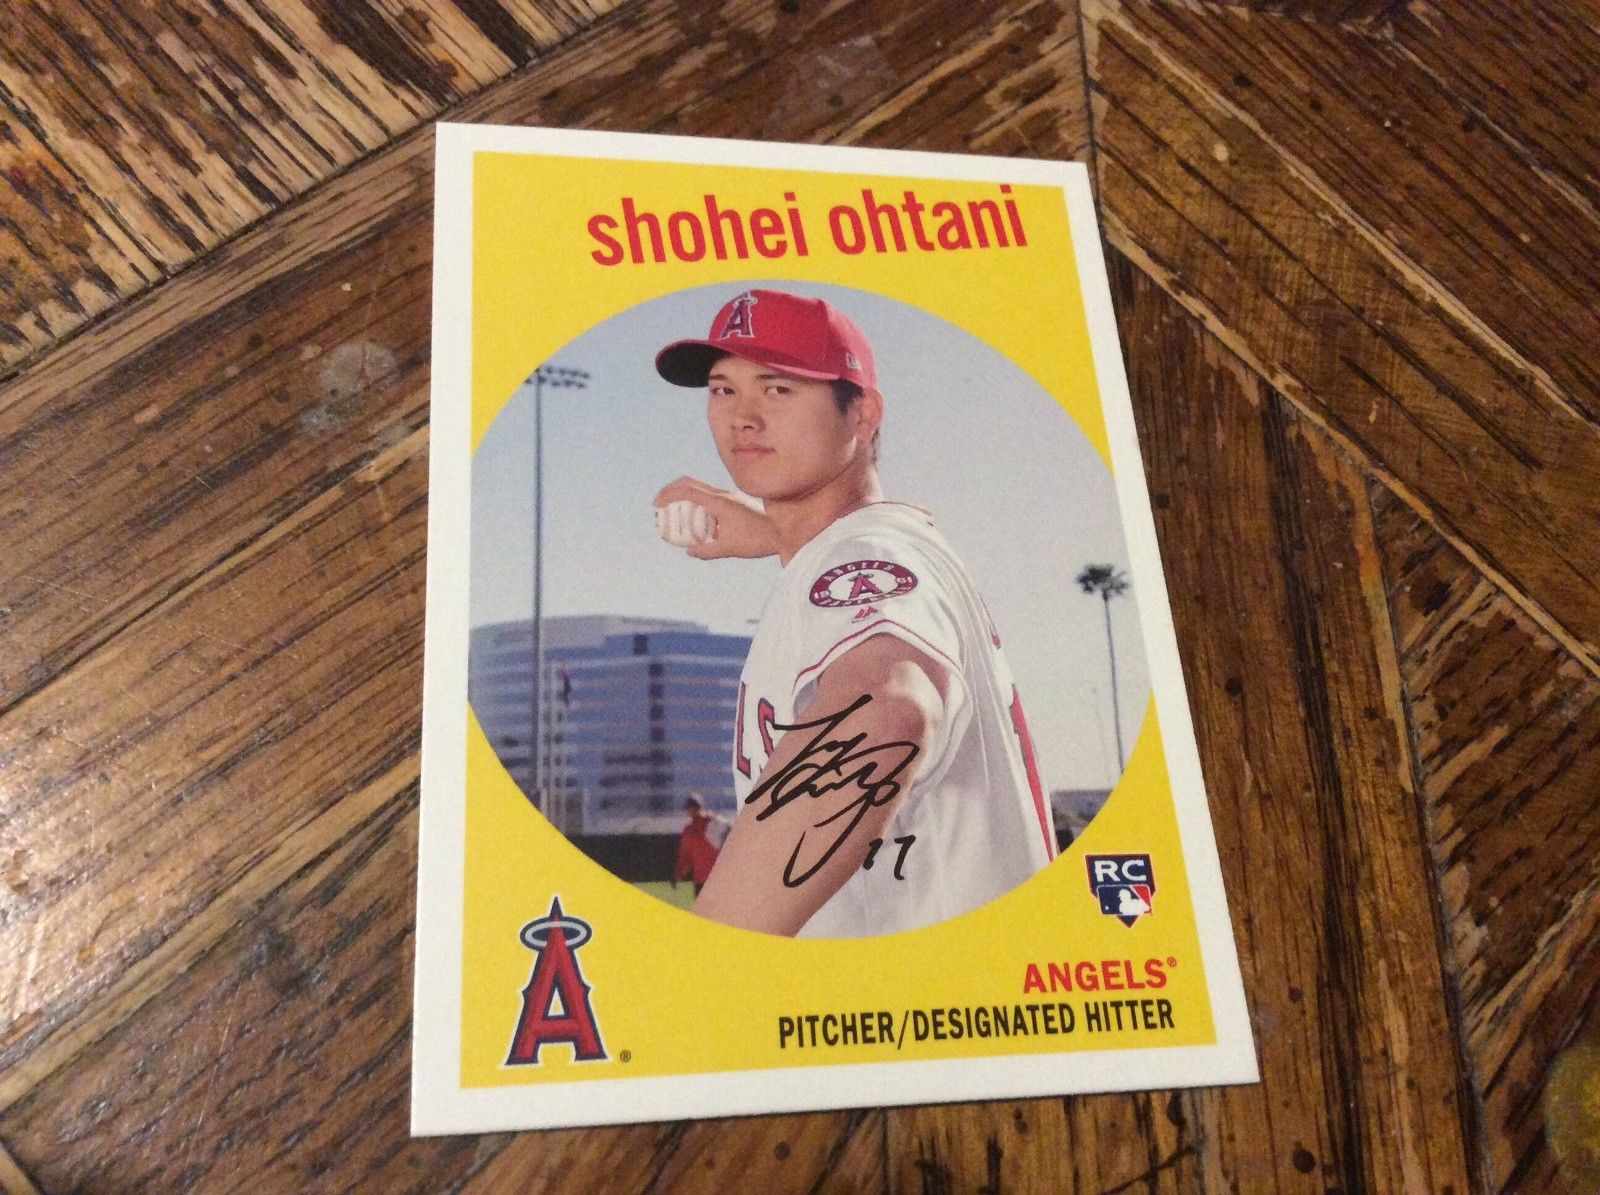 shohei ohtani
A
ANGELS
A
17
RC
A
ANGELS®
PITCHER/DESIGNATED HITTER